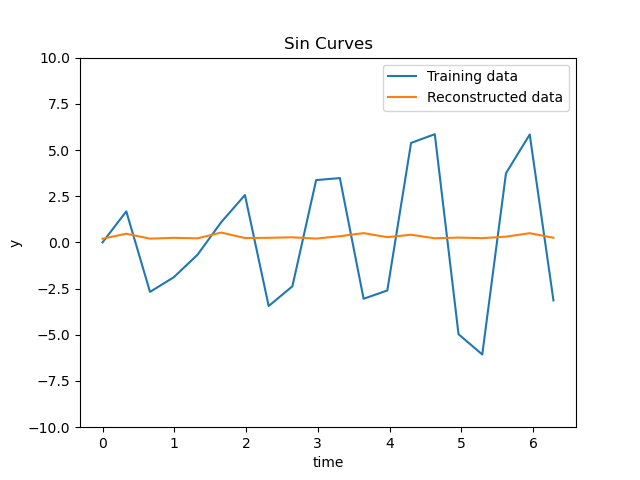 Sin Curves
Training data
Reconstructed data
10.0
7.5
5.0
2.5
0.0
−2.5
−5.0
−7.5
−10.0
y
0 1 2 3 4 5 6
time